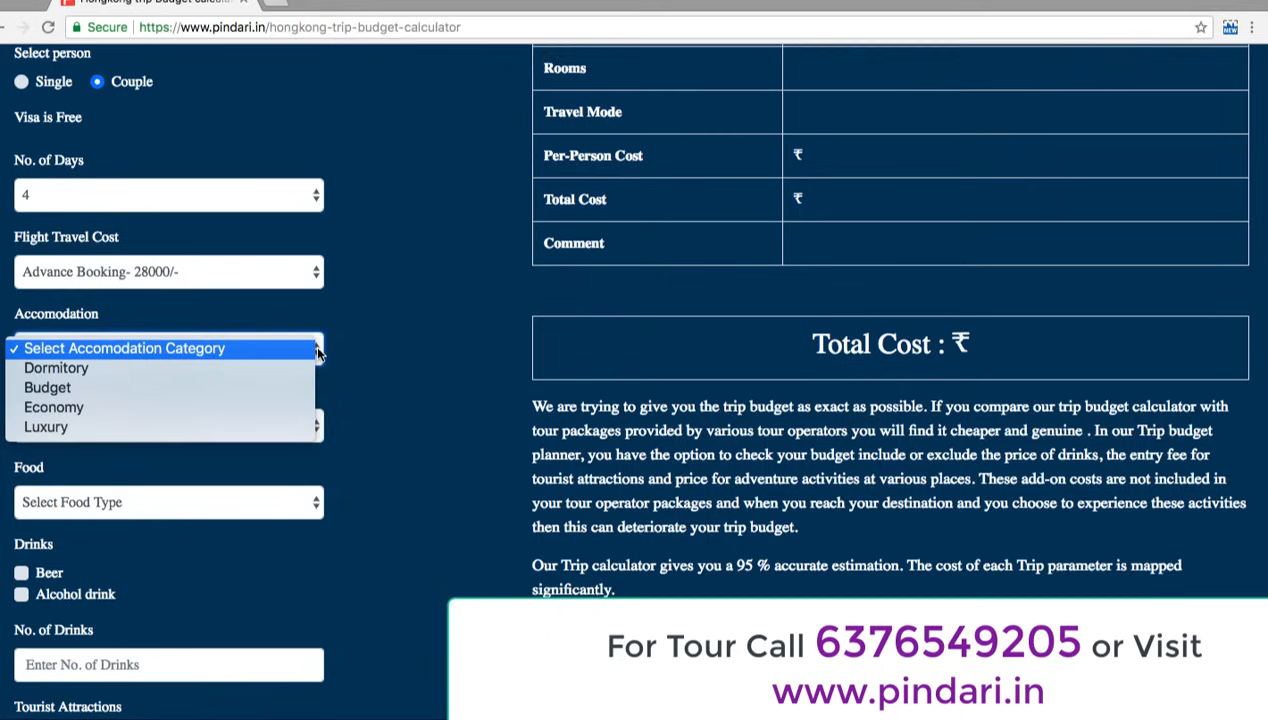 Hongkong trip Budget calcula
Secure | https://www.pindari.in/hongkong-trip-budget-calculator
NEW
Select person
Single
Couple
Visa is Free
No. of Days
4
Flight Travel Cost
Advance Booking- 28000/-
Accomodation
✓ Select Accomodation Category
Dormitory
Budget
Economy
Luxury
Food
Select Food Type
Drinks
Beer
Alcohol drink
No. of Drinks
Enter No. of Drinks
Tourist Attractions
Rooms
Travel Mode
Per-Person Cost ₹
Total Cost ₹
Comment
Total Cost : ₹
We are trying to give you the trip budget as exact as possible. If you compare our trip budget calculator with
tour packages provided by various tour operators you will find it cheaper and genuine . In our Trip budget
planner, you have the option to check your budget include or exclude the price of drinks, the entry fee for
tourist attractions and price for adventure activities at various places. These add-on costs are not included in
your tour operator packages and when you reach your destination and you choose to experience these activities
then this can deteriorate your trip budget.
Our Trip calculator gives you a 95 % accurate estimation. The cost of each Trip parameter is mapped
significantly.
For Tour Call 6376549205 or Visit
www.pindari.in